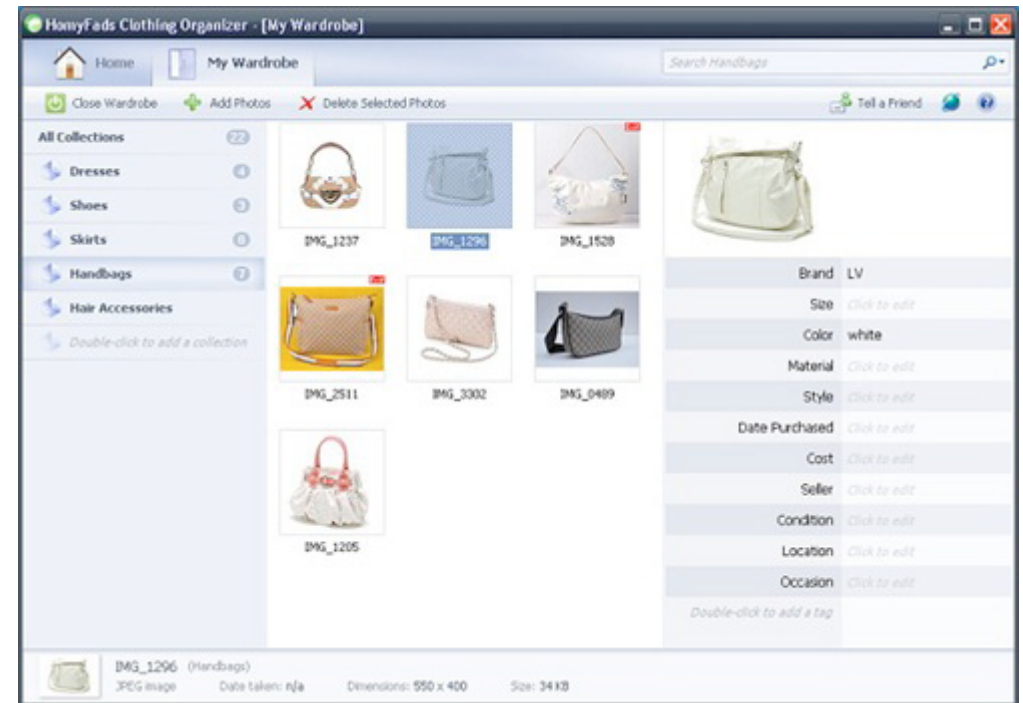 HomyFads Clothing Organizer - [My Wardrobe]
Home My Wardrobe Search Handbags
Close Wardrobe Add Photos Delete Selected Photos Tell a Friend
All Collections 22
Dresses
Shoes
Skirts
Handbags 7
Hair Accessories
Double-click to add a collection
IMG_1237 IMG_1296 IMG_1528
IMG_2511 IMG_3302 IMG_0489
IMG_1205
Brand LV
Size Click to edit
Color white
Material Click to edit
Style Click to edit
Date Purchased Click to edit
Cost Click to edit
Seller Click to edit
Condition Click to edit
Location Click to edit
Occasion Click to edit
Double-click to add a tag
IMG_1296 (Handbags)
JPEG image Date taken: n/a Dimensions: 550 x 400 Size: 34 KB